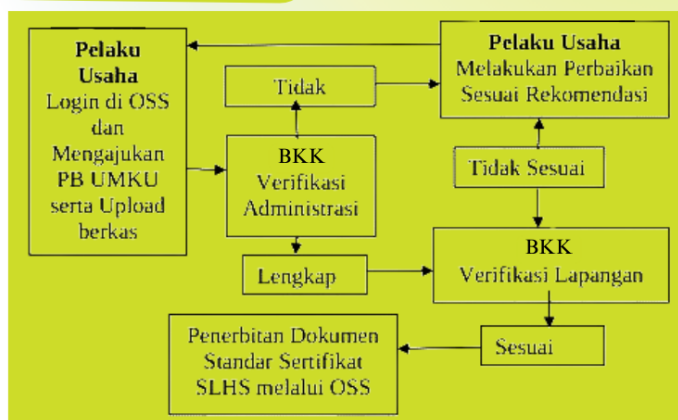 Pelaku
Usaha
Login di OSS
dan
Mengajukan
PB UMKU
serta Upload
berkas
Tidak
BKK
Verifikasi
Administrasi
Lengkap
Pelaku Usaha
Melakukan Perbaikan
Sesuai Rekomendasi
Tidak Sesuai
BKK
Verifikasi Lapangan
Sesuai
Penerbitan Dokumen
Standar Sertifikat
SLHS melalui OSS